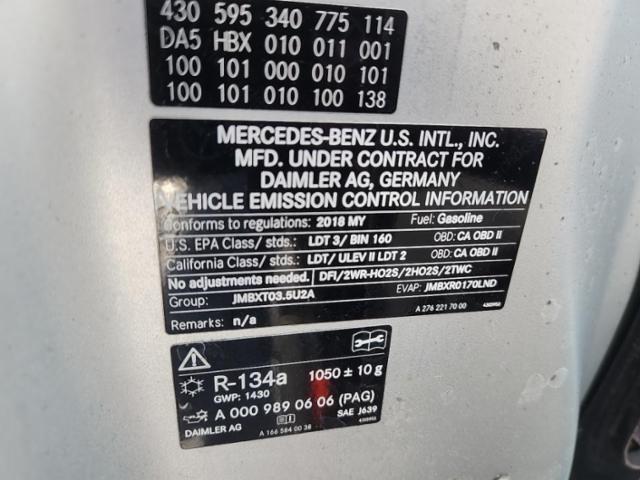 430 595 340 775 114
DA5 HBX 010 011 001
100 101 000 010 101
100 101 010 100 138
MERCEDES-BENZ U.S. INTL., INC.
MFD. UNDER CONTRACT FOR
DAIMLER AG, GERMANY
VEHICLE EMISSION CONTROL INFORMATION
Conforms to regulations: 2018 MY Fuel: Gasoline
U.S. EPA Class/ stds.: LDT 3/ BIN 160 OBD: CA OBD II
California Class/ stds.: LDT/ ULEV II LDT 2 OBD: CA OBD II
No adjustments needed. DFI/2WR-HO2S/2HO2S/2TWC
Group: JMBXT03.5U2A EVAP: JMBXR0170LND
Remarks: n/a A 276 221 70 00
R-134a 1050 ± 10 g
GWP: 1430
A 000 989 06 06 (PAG)
SAE J639
DAIMLER AG A 166 584 00 38